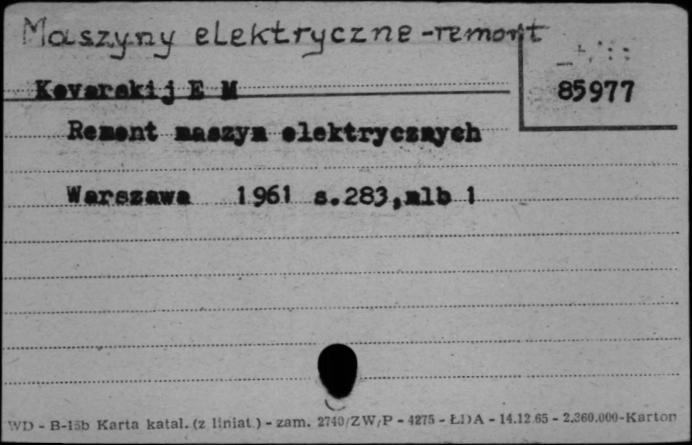 Maszyny elektryczne - remont
85977
Kovarskij E M
Remont maszyn elektrycznych
Warszawa 1961 s.283,nlb 1
WD - B-15b Karta katal. (z liniat.) - zam. 2740/ZW/P - 4275 - ŁDA - 14.12.65 - 2.360.000-Karton